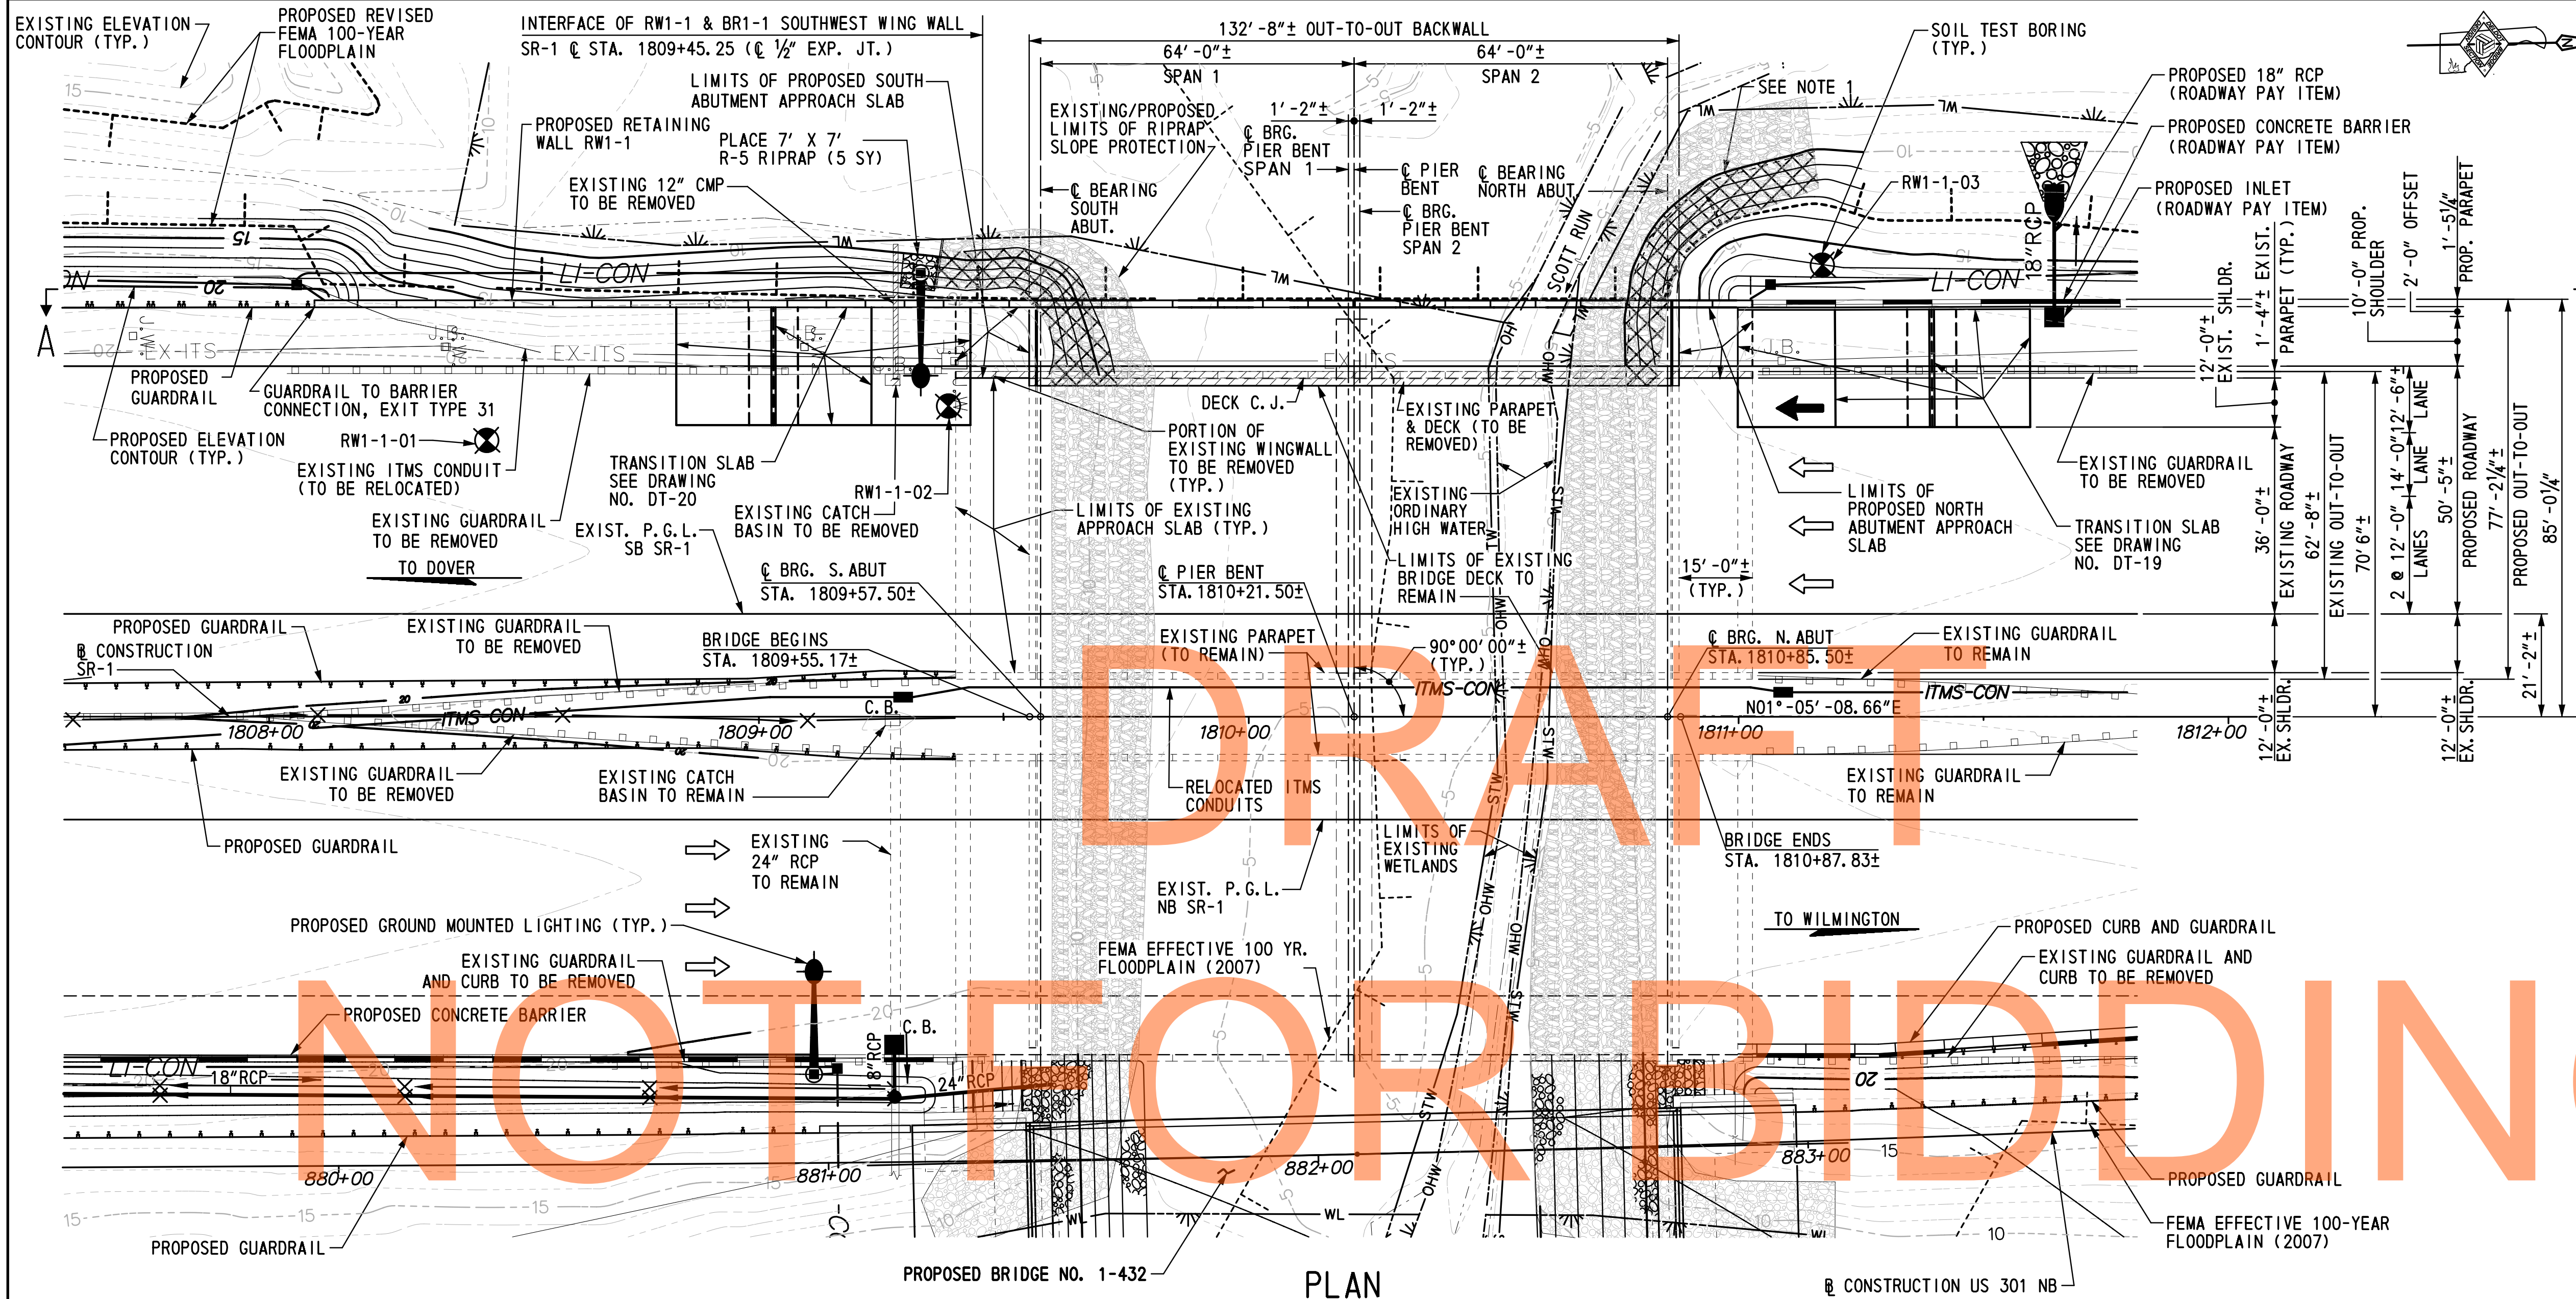 EXISTING ELEVATION
CONTOUR (TYP.)
PROPOSED REVISED
FEMA 100-YEAR
FLOODPLAIN
INTERFACE OF RW1-1 & BR1-1 SOUTHWEST WING WALL
SR-1 ℄ STA. 1809+45.25 (℄ ½" EXP. JT.)
LIMITS OF PROPOSED SOUTH
ABUTMENT APPROACH SLAB
PROPOSED RETAINING
WALL RW1-1
PLACE 7' X 7'
R-5 RIPRAP (5 SY)
EXISTING 12" CMP
TO BE REMOVED
132'-8"± OUT-TO-OUT BACKWALL
64'-0"±
SPAN 1
64'-0"±
SPAN 2
EXISTING/PROPOSED
LIMITS OF RIPRAP
SLOPE PROTECTION
1'-2"±
1'-2"±
℄ BRG.
PIER BENT
SPAN 1
℄ PIER
BENT
℄ BRG.
PIER BENT
SPAN 2
℄ BEARING
SOUTH
ABUT.
℄ BEARING
NORTH ABUT.
SEE NOTE 1
SOIL TEST BORING
(TYP.)
N
PROPOSED 18" RCP
(ROADWAY PAY ITEM)
PROPOSED CONCRETE BARRIER
(ROADWAY PAY ITEM)
PROPOSED INLET
(ROADWAY PAY ITEM)
RW1-1-03
18"RCP
SCOTT RUN
LI-CON
LI-CON
15
20
A
EX-ITS
EX-ITS
EX-ITS
J.B.
J.B.
C.B.
PROPOSED
GUARDRAIL
GUARDRAIL TO BARRIER
CONNECTION, EXIT TYPE 31
PROPOSED ELEVATION
CONTOUR (TYP.)
RW1-1-01
EXISTING ITMS CONDUIT
(TO BE RELOCATED)
EXISTING GUARDRAIL
TO BE REMOVED
TRANSITION SLAB
SEE DRAWING
NO. DT-20
RW1-1-02
EXISTING CATCH
BASIN TO BE REMOVED
DECK C.J.
PORTION OF
EXISTING WINGWALL
TO BE REMOVED
(TYP.)
LIMITS OF EXISTING
APPROACH SLAB (TYP.)
EXISTING PARAPET
& DECK (TO BE
REMOVED)
EXISTING
ORDINARY
HIGH WATER
LIMITS OF EXISTING
BRIDGE DECK TO
REMAIN
LIMITS OF
PROPOSED NORTH
ABUTMENT APPROACH
SLAB
EXISTING GUARDRAIL
TO BE REMOVED
TRANSITION SLAB
SEE DRAWING
NO. DT-19
15'-0"±
(TYP.)
EXIST. P.G.L.
SB SR-1
TO DOVER
℄ BRG. S.ABUT
STA. 1809+57.50±
℄ PIER BENT
STA.1810+21.50±
BRIDGE BEGINS
STA. 1809+55.17±
EXISTING PARAPET
(TO REMAIN)
90°00'00"±
(TYP.)
℄ BRG. N.ABUT
STA.1810+85.50±
EXISTING GUARDRAIL
TO REMAIN
PROPOSED GUARDRAIL
EXISTING GUARDRAIL
TO BE REMOVED
B CONSTRUCTION
SR-1
C.B.
ITMS-CON
ITMS-CON
ITMS-CON
N01°-05'-08.66"E
1808+00
1809+00
1810+00
1811+00
1812+00
EXISTING GUARDRAIL
TO BE REMOVED
EXISTING CATCH
BASIN TO REMAIN
RELOCATED ITMS
CONDUITS
EXISTING GUARDRAIL
TO REMAIN
PROPOSED GUARDRAIL
EXISTING
24" RCP
TO REMAIN
LIMITS OF
EXISTING
WETLANDS
BRIDGE ENDS
STA. 1810+87.83±
EXIST. P.G.L.
NB SR-1
DRAFT
PROPOSED GROUND MOUNTED LIGHTING (TYP.)
EXISTING GUARDRAIL
AND CURB TO BE REMOVED
PROPOSED CONCRETE BARRIER
FEMA EFFECTIVE 100 YR.
FLOODPLAIN (2007)
TO WILMINGTON
PROPOSED CURB AND GUARDRAIL
EXISTING GUARDRAIL AND
CURB TO BE REMOVED
NOT FOR BIDDING
LI-CON
18"RCP
18"RCP
C.B.
24"RCP
20
880+00
881+00
882+00
883+00
15
15
15
15
10
PROPOSED GUARDRAIL
PROPOSED GUARDRAIL
FEMA EFFECTIVE 100-YEAR
FLOODPLAIN (2007)
PROPOSED BRIDGE NO. 1-432
PLAN
B CONSTRUCTION US 301 NB
12'-0"±
EXIST. SHLDR.
1'-4"± EXIST.
PARAPET (TYP.)
10'-0" PROP.
SHOULDER
2'-0" OFFSET
1'-5¼"
PROP. PARAPET
36'-0"±
EXISTING ROADWAY
62'-8"±
EXISTING OUT-TO-OUT
70'6"±
2 @ 12'-0"
LANES
14'-0"
LANE
12'-6"±
LANE
50'-5"±
PROPOSED ROADWAY
77'-2¼"±
PROPOSED OUT-TO-OUT
85'-0¼"
12'-0"±
EX.SHLDR.
12'-0"±
EX.SHLDR.
21'-2"±